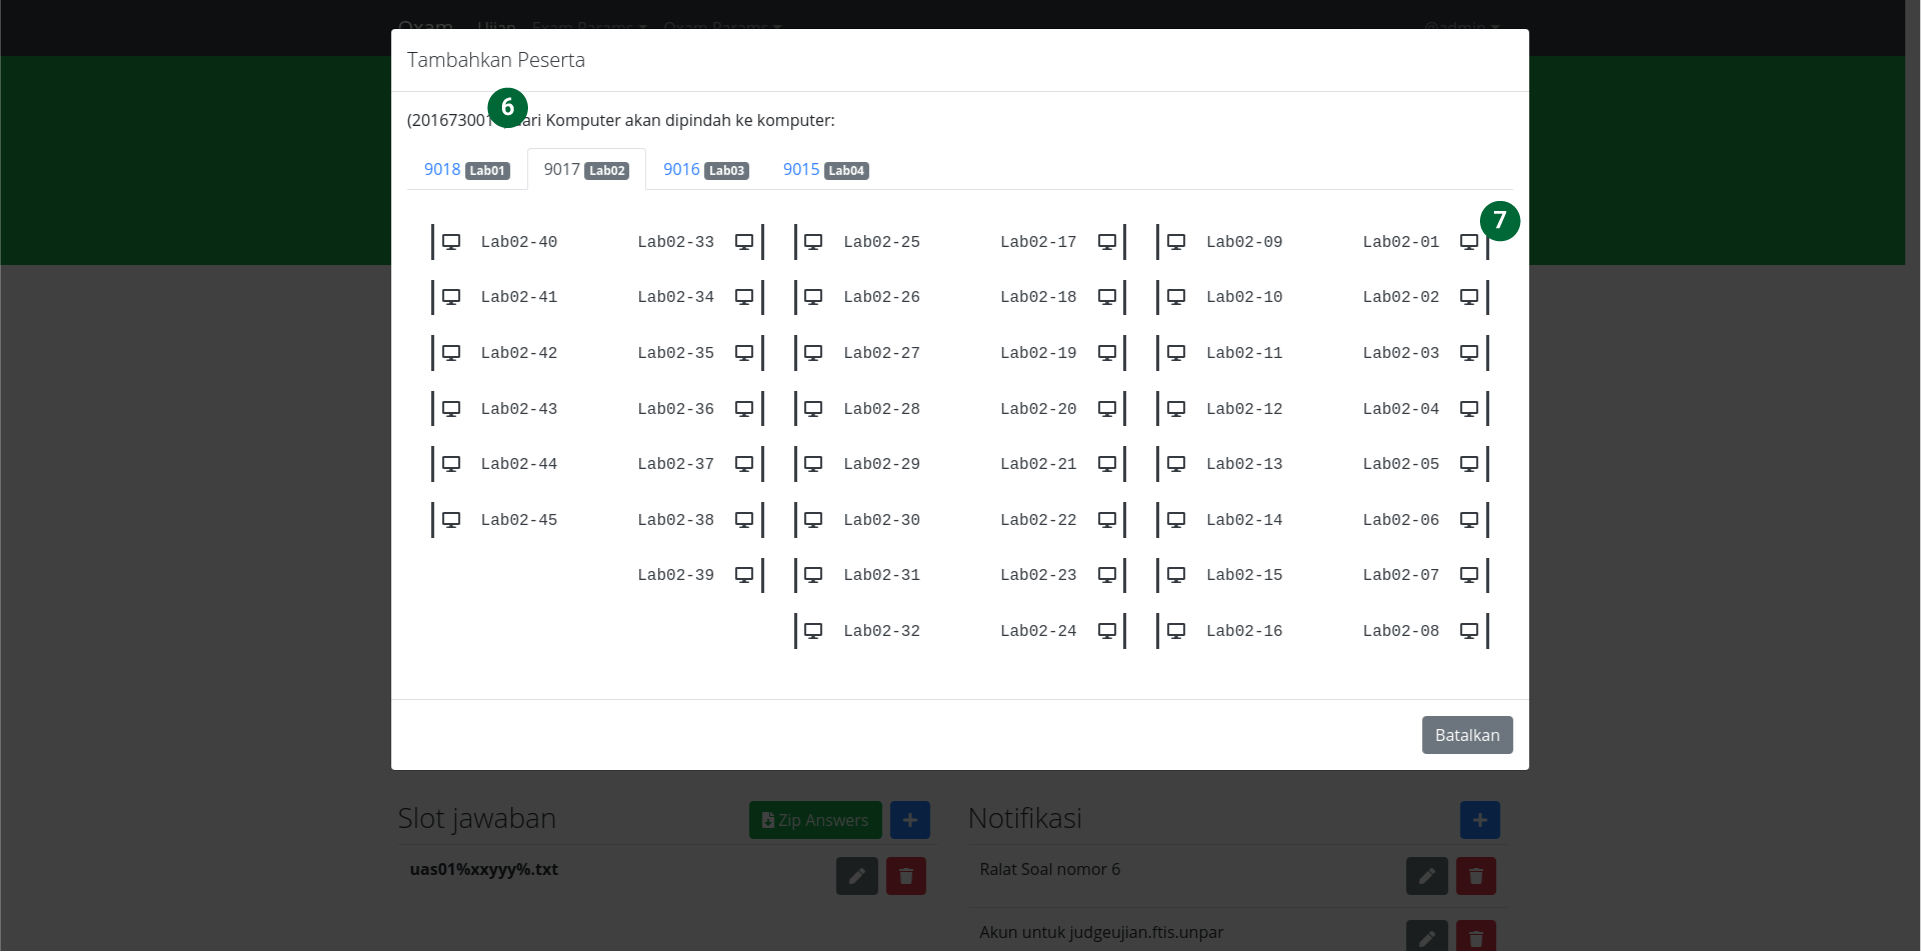 Oxam Ujian Exam Params Oxam Params @admin
Tambahkan Peserta
6
(201673001 dari Komputer akan dipindah ke komputer:
9018 Lab01 9017 Lab02 9016 Lab03 9015 Lab04
7
Lab02-40 Lab02-33 Lab02-25 Lab02-17 Lab02-09 Lab02-01
Lab02-41 Lab02-34 Lab02-26 Lab02-18 Lab02-10 Lab02-02
Lab02-42 Lab02-35 Lab02-27 Lab02-19 Lab02-11 Lab02-03
Lab02-43 Lab02-36 Lab02-28 Lab02-20 Lab02-12 Lab02-04
Lab02-44 Lab02-37 Lab02-29 Lab02-21 Lab02-13 Lab02-05
Lab02-45 Lab02-38 Lab02-30 Lab02-22 Lab02-14 Lab02-06
Lab02-39 Lab02-31 Lab02-23 Lab02-15 Lab02-07
Lab02-32 Lab02-24 Lab02-16 Lab02-08
Batalkan
Slot jawaban Zip Answers Notifikasi
uas01%xxyyy%.txt Ralat Soal nomor 6
Akun untuk judgeujian.ftis.unpar